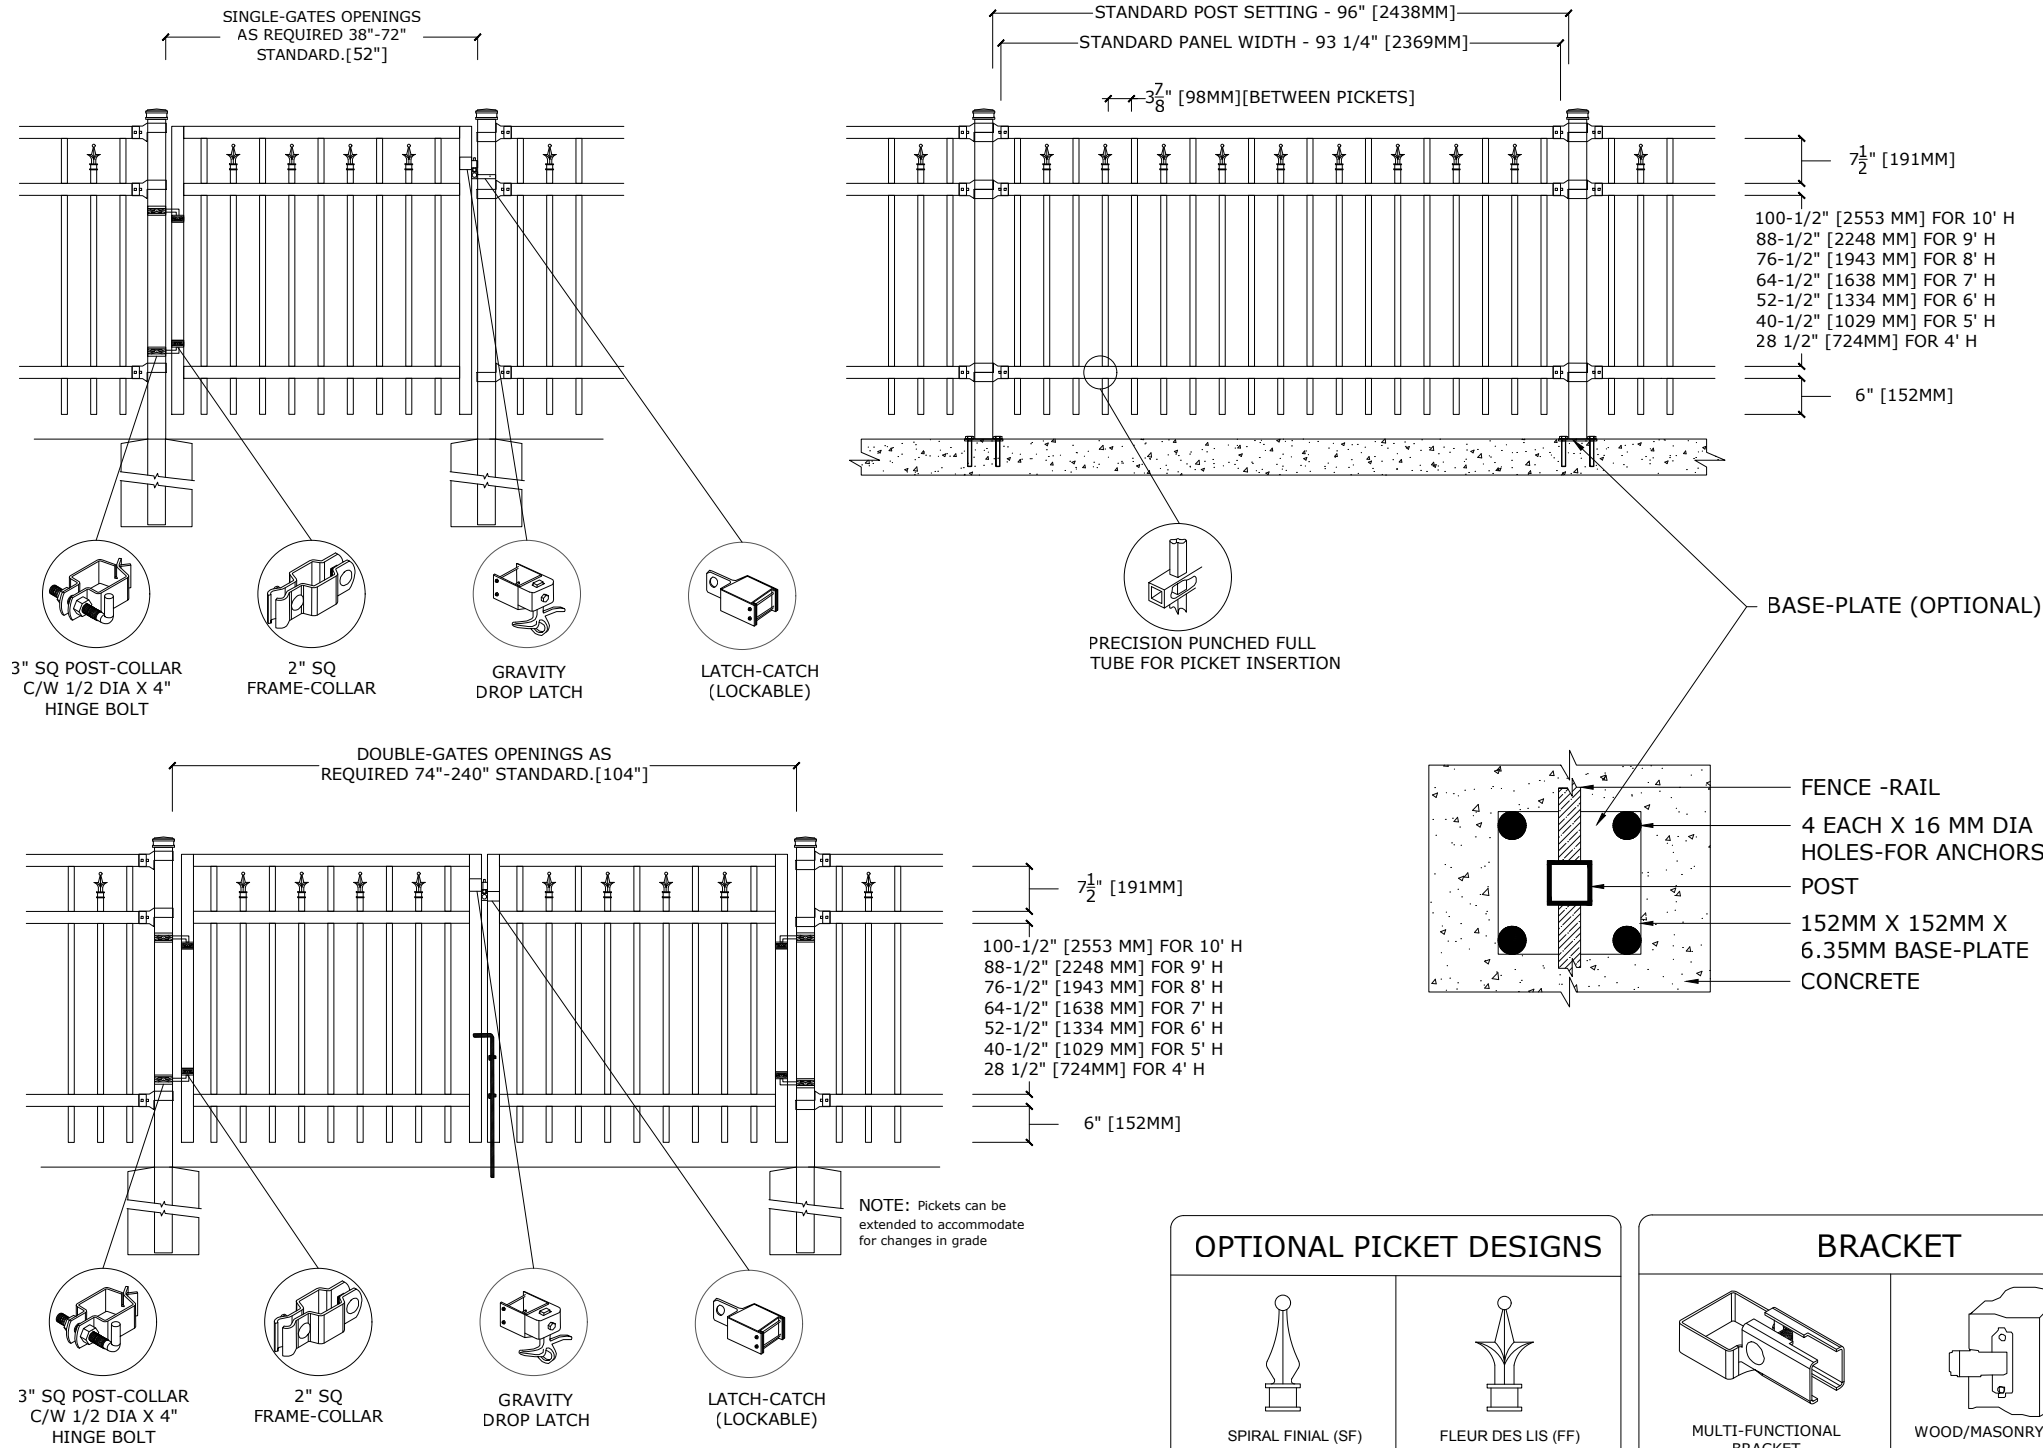 SINGLE-GATES OPENINGS
AS REQUIRED 38"-72"
STANDARD.[52"]
STANDARD POST SETTING - 96" [2438MM]
STANDARD PANEL WIDTH - 93 1/4" [2369MM]
3 7/8" [98MM][BETWEEN PICKETS]
7 1/2" [191MM]
100-1/2" [2553 MM] FOR 10' H
88-1/2" [2248 MM] FOR 9' H
76-1/2" [1943 MM] FOR 8' H
64-1/2" [1638 MM] FOR 7' H
52-1/2" [1334 MM] FOR 6' H
40-1/2" [1029 MM] FOR 5' H
28 1/2" [724MM] FOR 4' H
6" [152MM]
3" SQ POST-COLLAR
C/W 1/2 DIA X 4"
HINGE BOLT
2" SQ
FRAME-COLLAR
GRAVITY
DROP LATCH
LATCH-CATCH
(LOCKABLE)
PRECISION PUNCHED FULL
TUBE FOR PICKET INSERTION
BASE-PLATE (OPTIONAL)
FENCE -RAIL
4 EACH X 16 MM DIA
HOLES-FOR ANCHORS
POST
152MM X 152MM X
6.35MM BASE-PLATE
CONCRETE
DOUBLE-GATES OPENINGS AS
REQUIRED 74"-240" STANDARD.[104"]
7 1/2" [191MM]
100-1/2" [2553 MM] FOR 10' H
88-1/2" [2248 MM] FOR 9' H
76-1/2" [1943 MM] FOR 8' H
64-1/2" [1638 MM] FOR 7' H
52-1/2" [1334 MM] FOR 6' H
40-1/2" [1029 MM] FOR 5' H
28 1/2" [724MM] FOR 4' H
6" [152MM]
NOTE: Pickets can be
extended to accommodate
for changes in grade
3" SQ POST-COLLAR
C/W 1/2 DIA X 4"
HINGE BOLT
2" SQ
FRAME-COLLAR
GRAVITY
DROP LATCH
LATCH-CATCH
(LOCKABLE)
OPTIONAL PICKET DESIGNS
SPIRAL FINIAL (SF)
FLEUR DES LIS (FF)
BRACKET
MULTI-FUNCTIONAL
BRACKET
WOOD/MASONRY